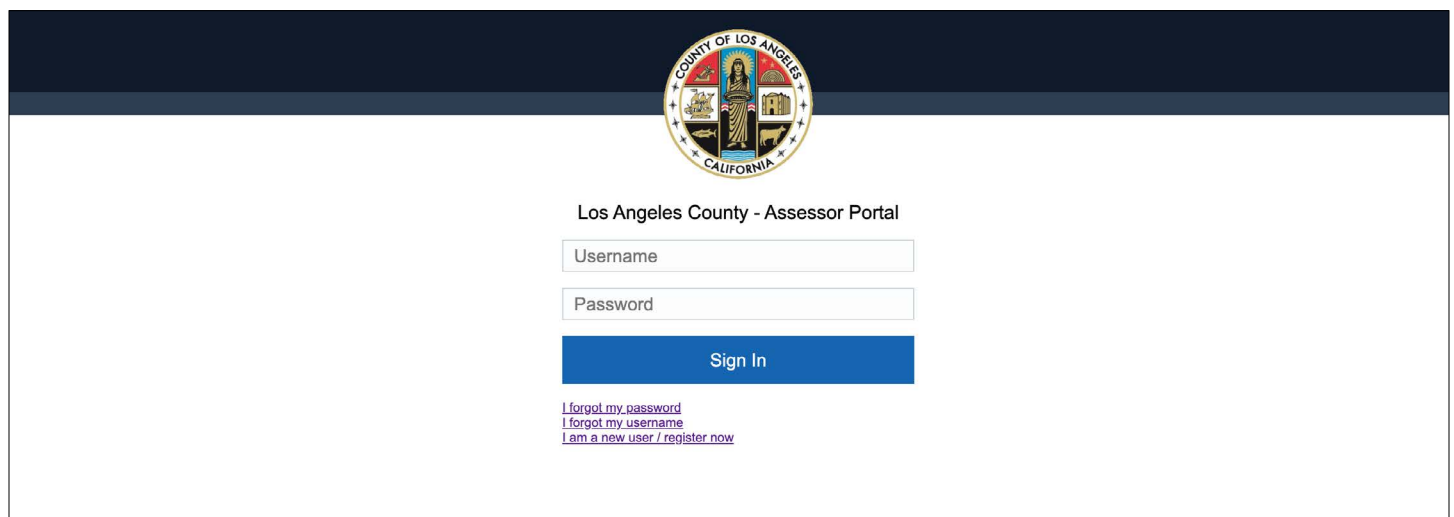 COUNTY OF LOS ANGELES
CALIFORNIA
Los Angeles County - Assessor Portal
Username
Password
Sign In
I forgot my password
I forgot my username
I am a new user / register now